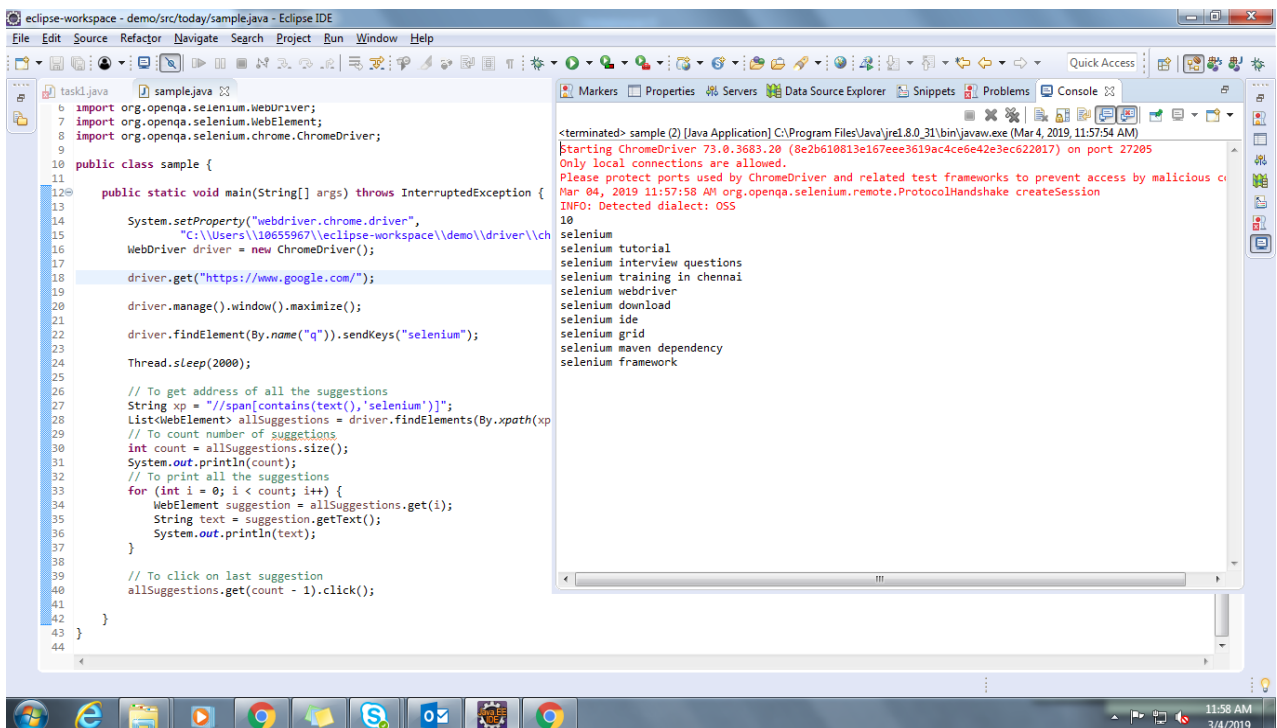 eclipse-workspace - demo/src/today/sample.java - Eclipse IDE
File Edit Source Refactor Navigate Search Project Run Window Help
Quick Access
task1.java sample.java
6 import org.openqa.selenium.WebDriver;
7 import org.openqa.selenium.WebElement;
8 import org.openqa.selenium.chrome.ChromeDriver;
9
10 public class sample {
11
12 public static void main(String[] args) throws InterruptedException {
13
14 System.setProperty("webdriver.chrome.driver",
15 "C:\\Users\\10655967\\eclipse-workspace\\demo\\driver\\ch
16 WebDriver driver = new ChromeDriver();
17
18 driver.get("https://www.google.com/");
19
20 driver.manage().window().maximize();
21
22 driver.findElement(By.name("q")).sendKeys("selenium");
23
24 Thread.sleep(2000);
25
26 // To get address of all the suggestions
27 String xp = "//span[contains(text(),'selenium')]";
28 List<WebElement> allSuggestions = driver.findElements(By.xpath(xp
29 // To count number of suggetions
30 int count = allSuggestions.size();
31 System.out.println(count);
32 // To print all the suggestions
33 for (int i = 0; i < count; i++) {
34 WebElement suggestion = allSuggestions.get(i);
35 String text = suggestion.getText();
36 System.out.println(text);
37 }
38
39 // To click on last suggestion
40 allSuggestions.get(count - 1).click();
41
42 }
43 }
44
Markers Properties Servers Data Source Explorer Snippets Problems Console
<terminated> sample (2) [Java Application] C:\Program Files\Java\jre1.8.0_31\bin\javaw.exe (Mar 4, 2019, 11:57:54 AM)
Starting ChromeDriver 73.0.3683.20 (8e2b610813e167eee3619ac4ce6e42e3ec622017) on port 27205
Only local connections are allowed.
Please protect ports used by ChromeDriver and related test frameworks to prevent access by malicious c
Mar 04, 2019 11:57:58 AM org.openqa.selenium.remote.ProtocolHandshake createSession
INFO: Detected dialect: OSS
10
selenium
selenium tutorial
selenium interview questions
selenium training in chennai
selenium webdriver
selenium download
selenium ide
selenium grid
selenium maven dependency
selenium framework
Java EE
IDE
11:58 AM
3/4/2019